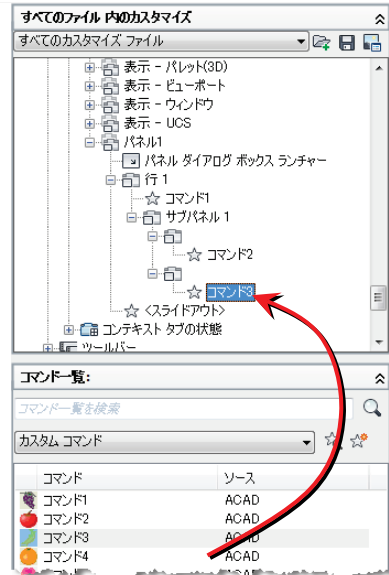 すべてのファイル 内のカスタマイズ
すべてのカスタマイズ ファイル
表示 - パレット(3D)
表示 - ビューポート
表示 - ウィンドウ
表示 - UCS
パネル1
パネル ダイアログ ボックス ランチャー
行 1
コマンド1
サブパネル 1
コマンド2
コマンド3
<スライドアウト>
コンテキスト タブの状態
ツールバー
コマンド一覧:
コマンド一覧を検索
カスタム コマンド
コマンド ソース
コマンド1 ACAD
コマンド2 ACAD
コマンド3 ACAD
コマンド4 ACAD